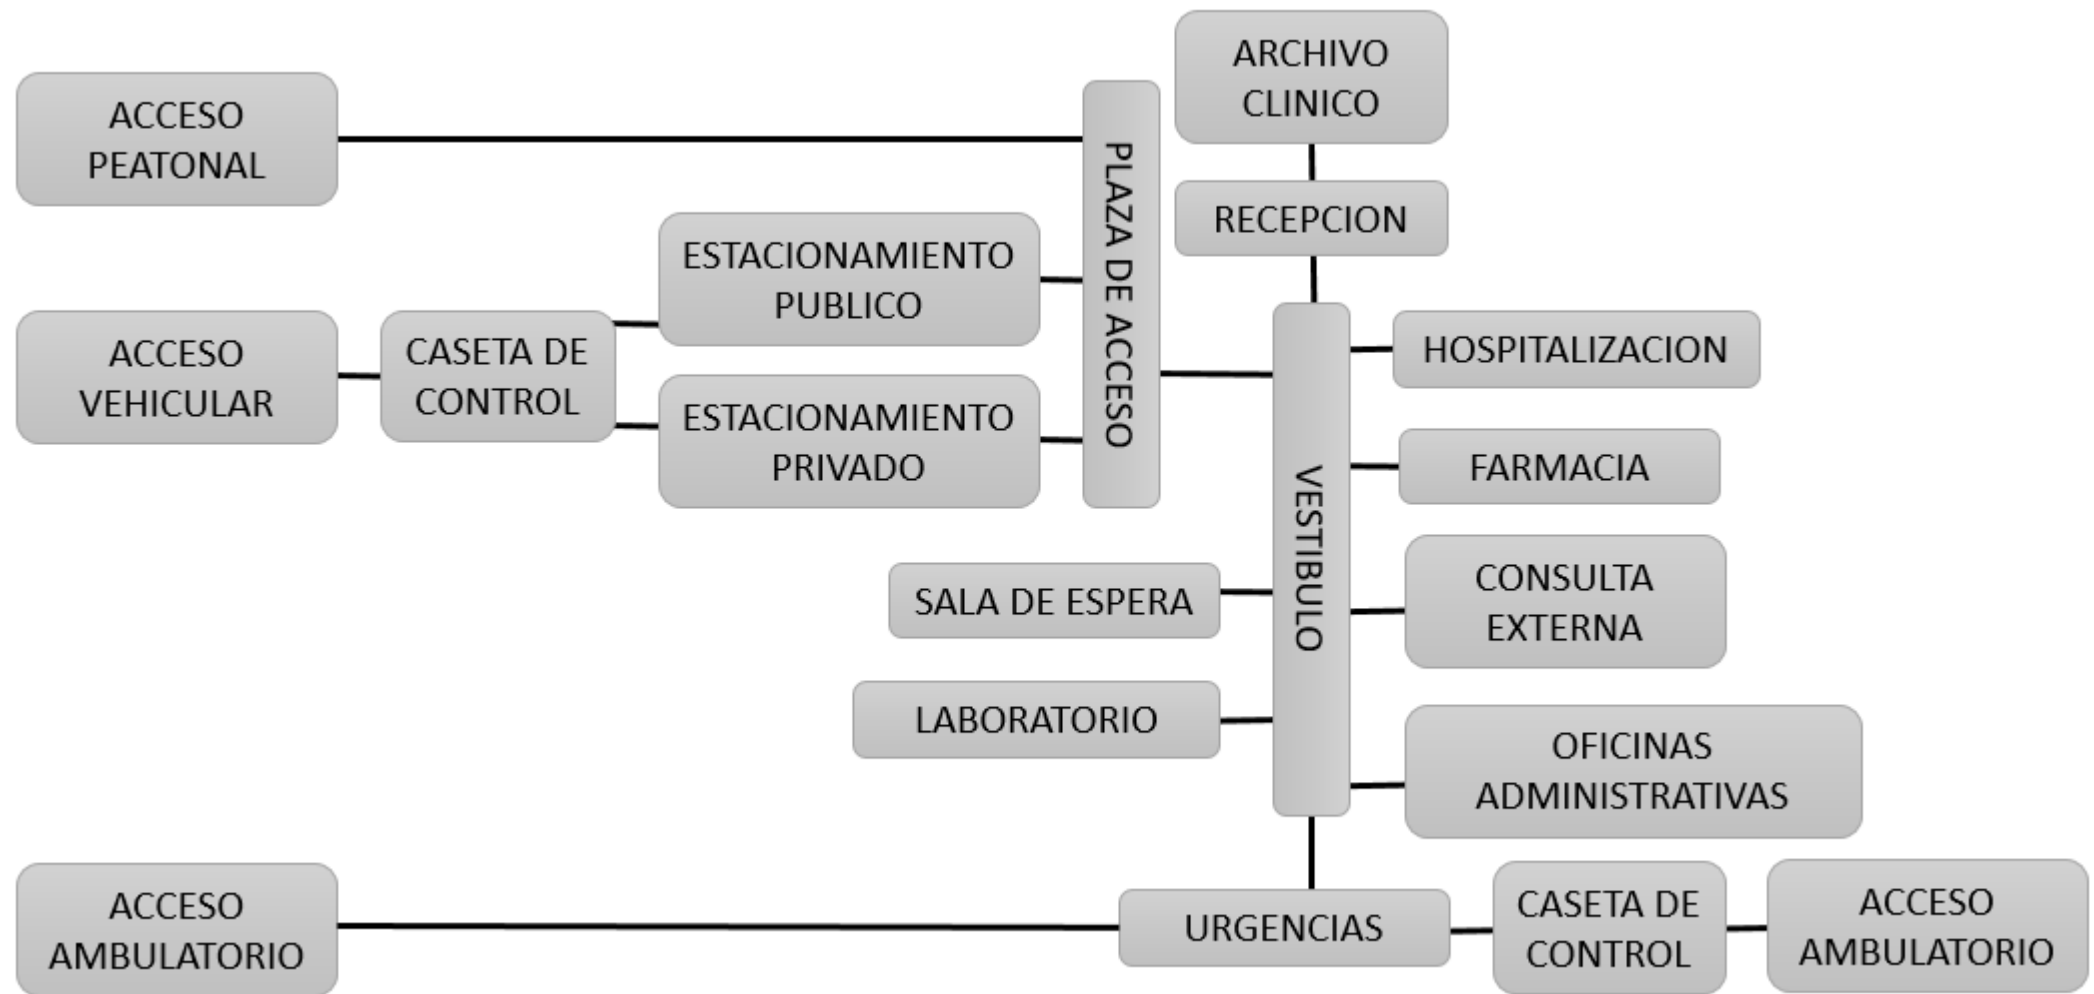 ARCHIVO
CLINICO
ACCESO
PEATONAL
PLAZA DE ACCESO
RECEPCION
ESTACIONAMIENTO
PUBLICO
ACCESO
VEHICULAR
CASETA DE
CONTROL
HOSPITALIZACION
ESTACIONAMIENTO
PRIVADO
FARMACIA
VESTIBULO
SALA DE ESPERA
CONSULTA
EXTERNA
LABORATORIO
OFICINAS
ADMINISTRATIVAS
ACCESO
AMBULATORIO
URGENCIAS
CASETA DE
CONTROL
ACCESO
AMBULATORIO